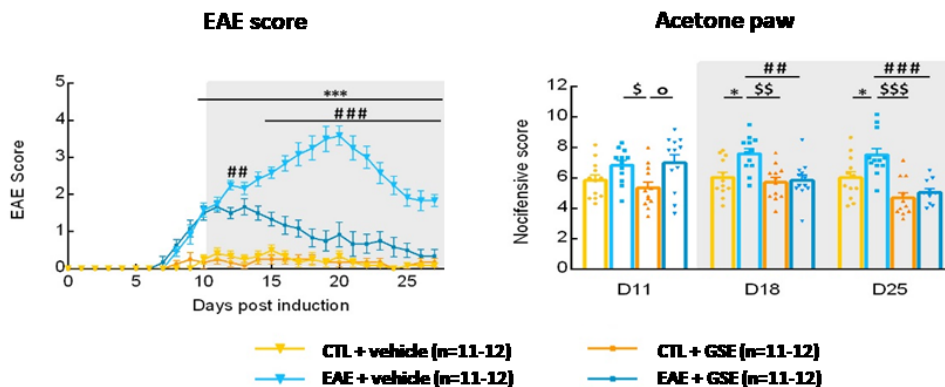 EAE score
Acetone paw
5
4
3
2
1
0
EAE Score
***
###
##
0 5 10 15 20 25
Days post induction
12
10
8
6
4
2
0
Nocifensive score
$ o
##
* $$
###
* $$$
D11 D18 D25
CTL + vehicle (n=11-12)
CTL + GSE (n=11-12)
EAE + vehicle (n=11-12)
EAE + GSE (n=11-12)